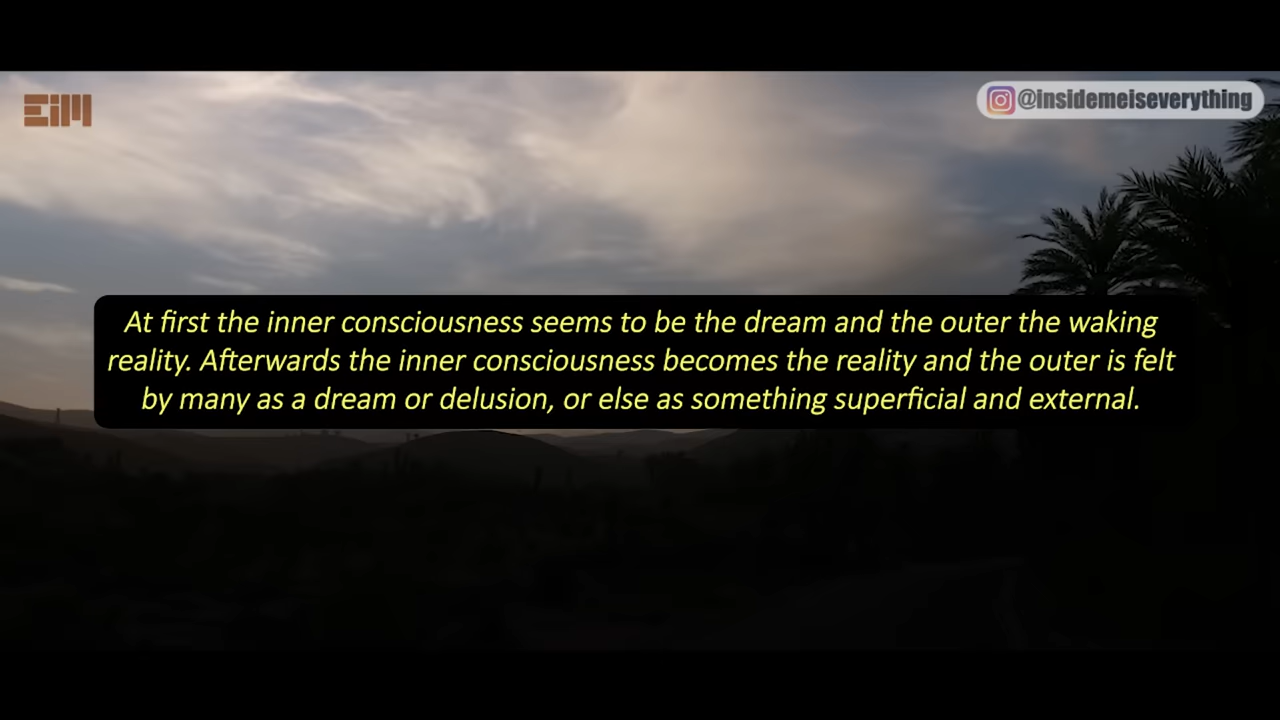 EiM
@insidemeiseverything
At first the inner consciousness seems to be the dream and the outer the waking
reality. Afterwards the inner consciousness becomes the reality and the outer is felt
by many as a dream or delusion, or else as something superficial and external.